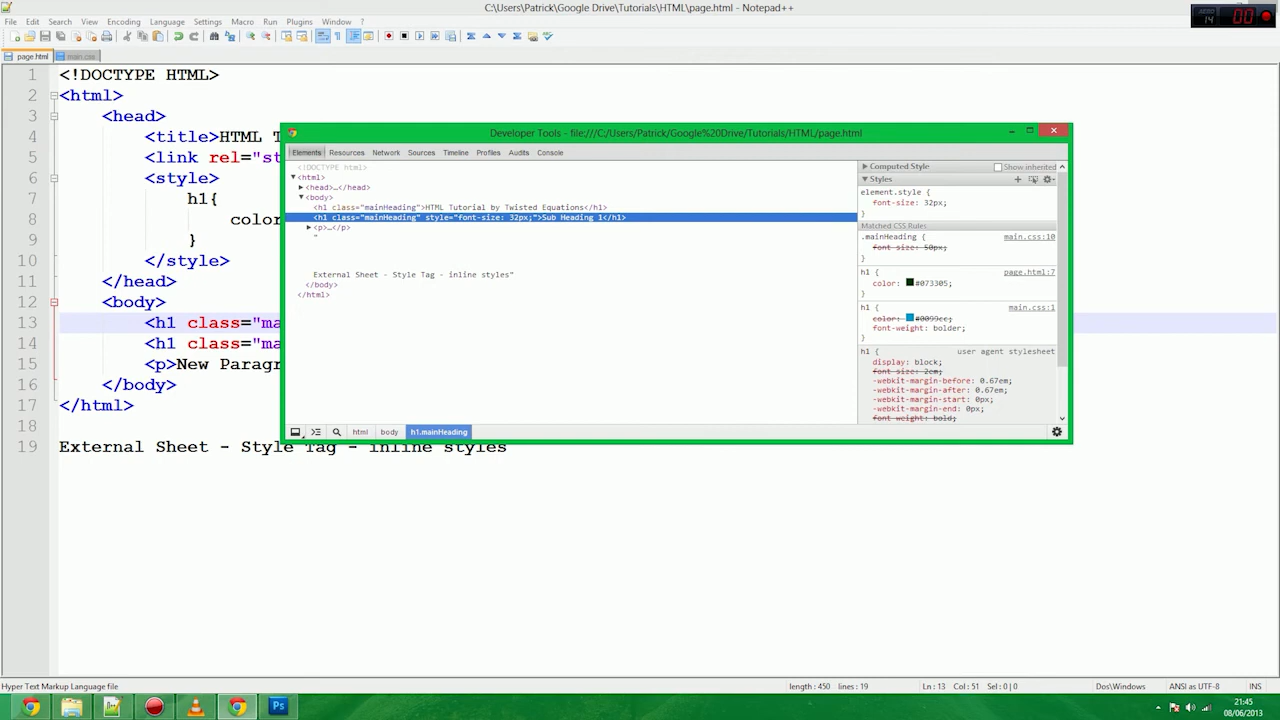 C:\Users\Patrick\Google Drive\Tutorials\HTML\page.html - Notepad++
File Edit Search View Encoding Language Settings Macro Run Plugins Window ?
14 00
page.html main.css
1 <!DOCTYPE HTML>
2 <html>
3 <head>
4 <title>HTML T
5 <link rel="st
6 <style>
7 h1{
8 color
9 }
10 </style>
11 </head>
12 <body>
13 <h1 class="ma
14 <h1 class="ma
15 <p>New Paragr
16 </body>
17 </html>
18
19 External Sheet - Style Tag - inline styles
Developer Tools - file:///C:/Users/Patrick/Google%20Drive/Tutorials/HTML/page.html
Elements Resources Network Sources Timeline Profiles Audits Console
<!DOCTYPE html>
<html>
<head>…</head>
<body>
<h1 class="mainHeading">HTML Tutorial by Twisted Equations</h1>
<h1 class="mainHeading" style="font-size: 32px;">Sub Heading 1</h1>
<p>…</p>
"
External Sheet - Style Tag - inline styles"
</body>
</html>
Computed Style Show inherited
Styles
element.style {
font-size: 32px;
}
Matched CSS Rules
.mainHeading { main.css:10
font-size: 50px;
}
h1 { page.html:7
color: #073305;
}
h1 { main.css:1
color: #0099cc;
font-weight: bolder;
}
h1 { user agent stylesheet
display: block;
font-size: 2em;
-webkit-margin-before: 0.67em;
-webkit-margin-after: 0.67em;
-webkit-margin-start: 0px;
-webkit-margin-end: 0px;
font-weight: bold;
html body h1.mainHeading
Hyper Text Markup Language file length : 450 lines : 19 Ln : 13 Col : 51 Sel : 0 | 0 Dos\Windows ANSI as UTF-8 INS
21:45
08/06/2013